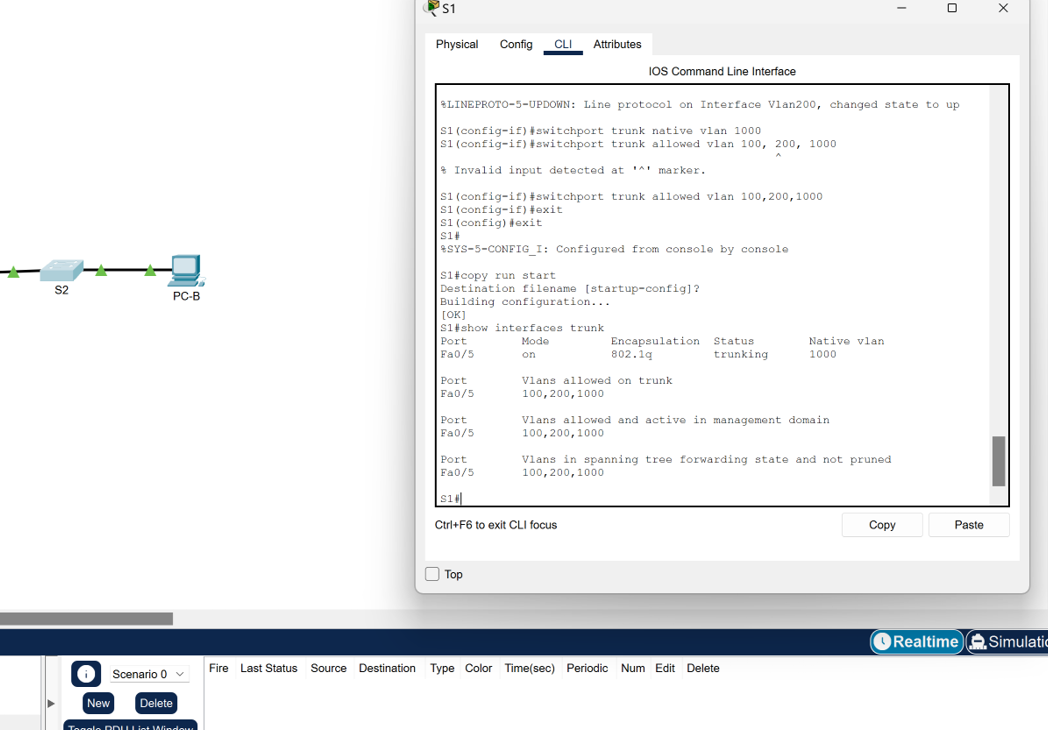 S1
Physical Config CLI Attributes
IOS Command Line Interface
%LINEPROTO-5-UPDOWN: Line protocol on Interface Vlan200, changed state to up
S1(config-if)#switchport trunk native vlan 1000
S1(config-if)#switchport trunk allowed vlan 100, 200, 1000
^
% Invalid input detected at '^' marker.
S1(config-if)#switchport trunk allowed vlan 100,200,1000
S1(config-if)#exit
S1(config)#exit
S1#
%SYS-5-CONFIG_I: Configured from console by console
S1#copy run start
Destination filename [startup-config]?
Building configuration...
[OK]
S1#show interfaces trunk
Port Mode Encapsulation Status Native vlan
Fa0/5 on 802.1q trunking 1000
Port Vlans allowed on trunk
Fa0/5 100,200,1000
Port Vlans allowed and active in management domain
Fa0/5 100,200,1000
Port Vlans in spanning tree forwarding state and not pruned
Fa0/5 100,200,1000
S1#
Ctrl+F6 to exit CLI focus
Copy Paste
Top
S2
PC-B
Realtime Simulatio
Scenario 0
New Delete
Toggle PDU List Window
Fire Last Status Source Destination Type Color Time(sec) Periodic Num Edit Delete